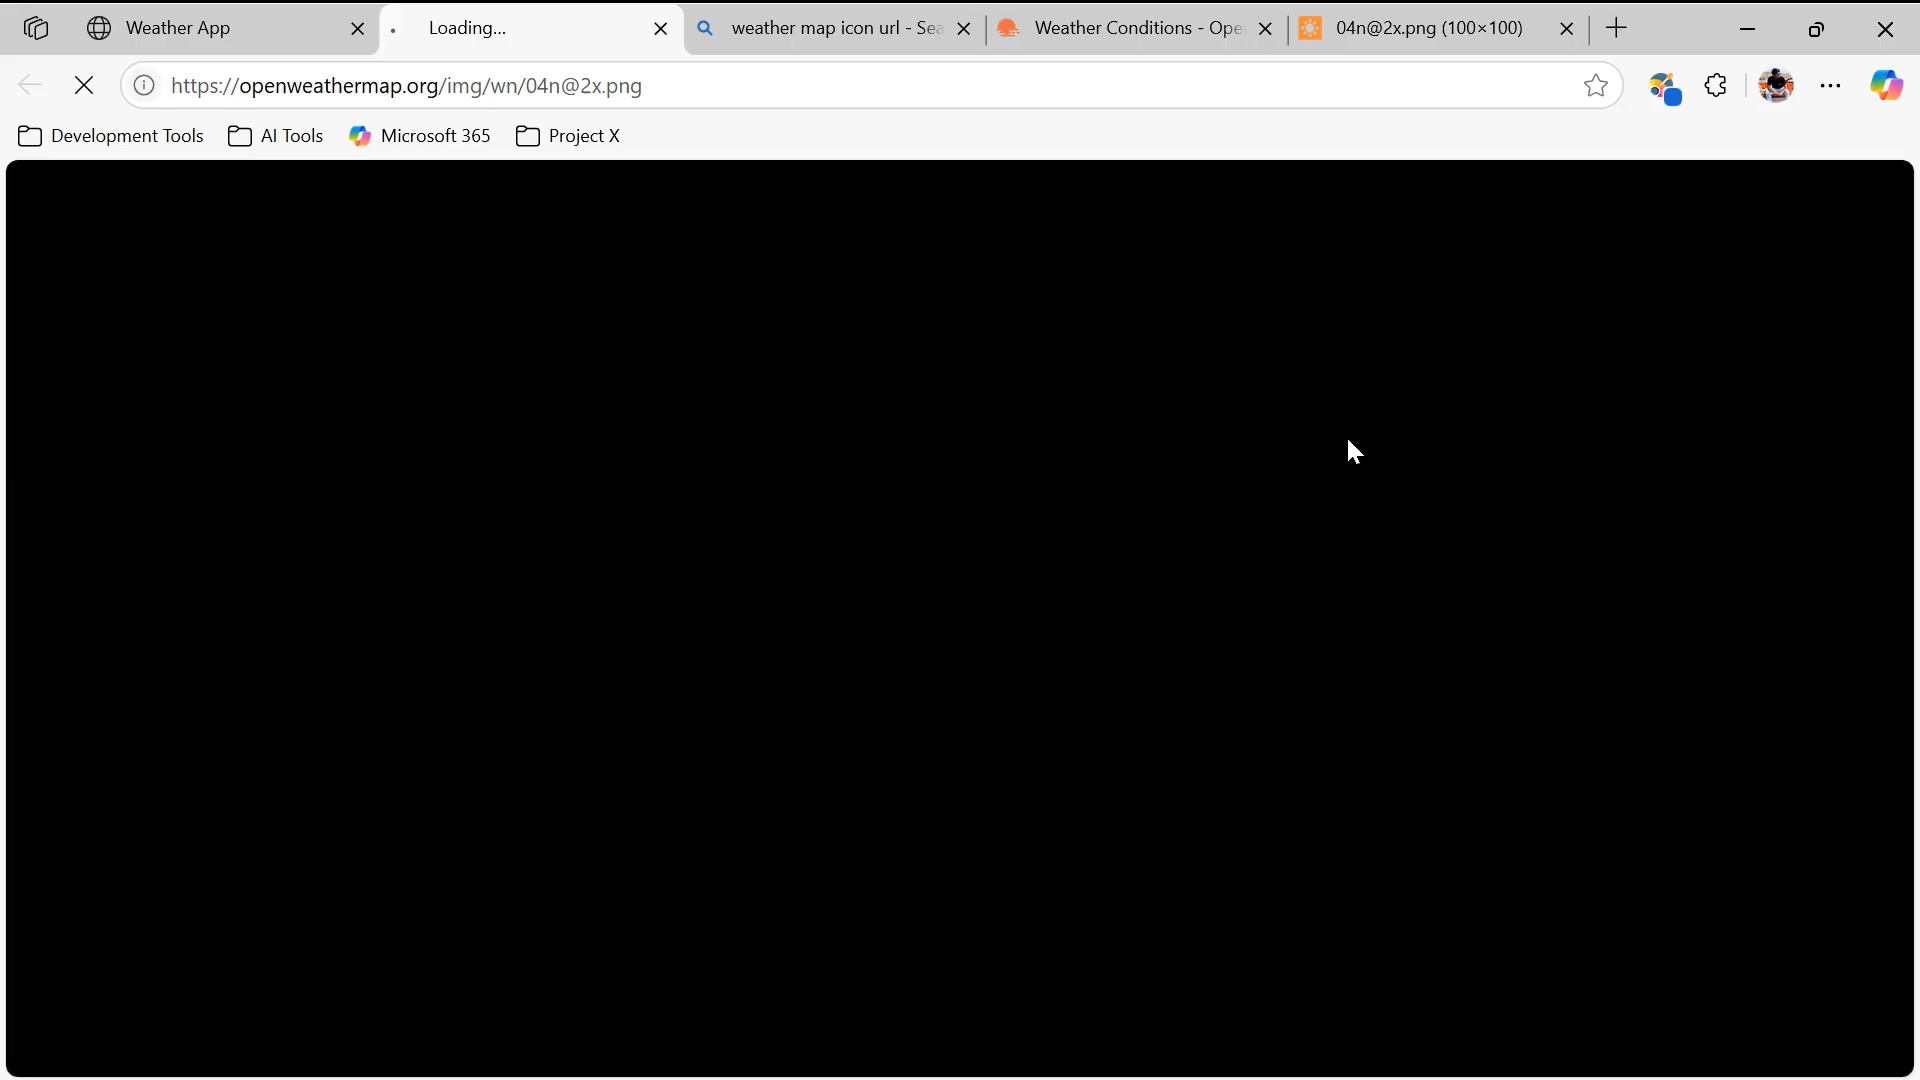 Weather App
Loading...
weather map icon url - Sea
Weather Conditions - Ope
04n@2x.png (100×100)
https://openweathermap.org/img/wn/04n@2x.png
Development Tools
AI Tools
Microsoft 365
Project X